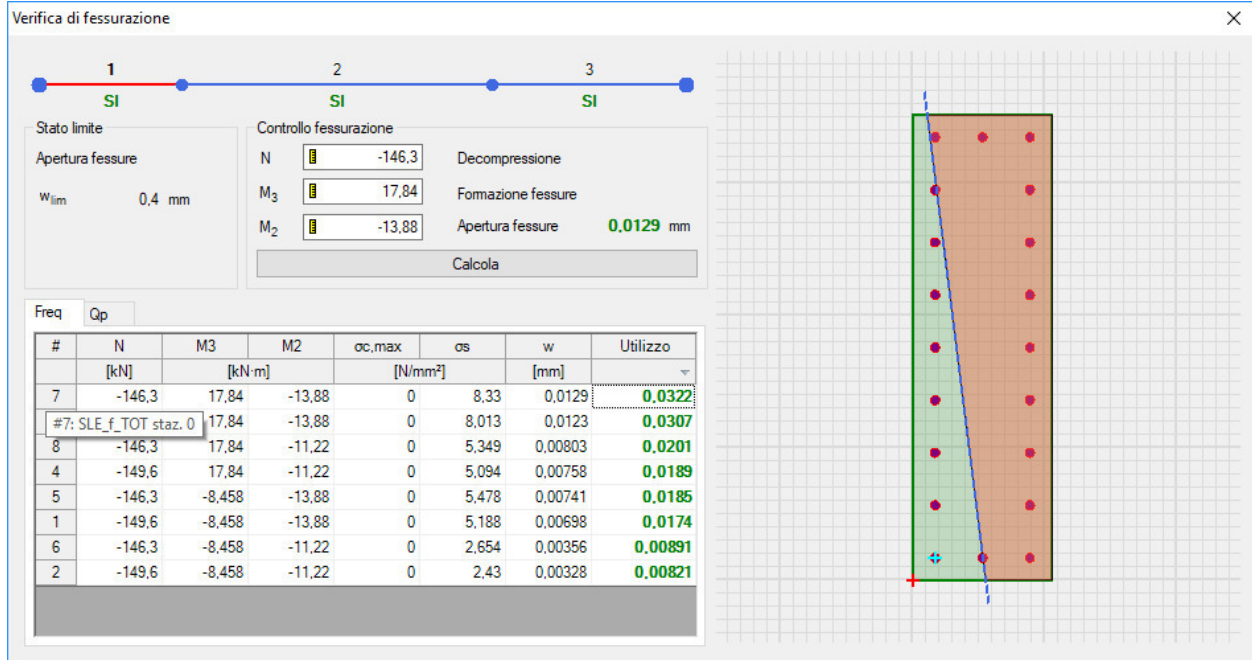 Verifica di fessurazione
1 2 3
SI SI SI
Stato limite
Apertura fessure
wlim 0,4 mm
Controllo fessurazione
N -146,3 Decompressione
M3 17,84 Formazione fessure
M2 -13,88 Apertura fessure 0,0129 mm
Calcola
Freq Qp
# N M3 M2 σc,max σs w Utilizzo
[kN] [kN·m] [N/mm²] [mm]
7 -146,3 17,84 -13,88 0 8,33 0,0129 0,0322
#7: SLE_f_TOT staz. 0 17,84 -13,88 0 8,013 0,0123 0,0307
8 -146,3 17,84 -11,22 0 5,349 0,00803 0,0201
4 -149,6 17,84 -11,22 0 5,094 0,00758 0,0189
5 -146,3 -8,458 -13,88 0 5,478 0,00741 0,0185
1 -149,6 -8,458 -13,88 0 5,188 0,00698 0,0174
6 -146,3 -8,458 -11,22 0 2,654 0,00356 0,00891
2 -149,6 -8,458 -11,22 0 2,43 0,00328 0,00821